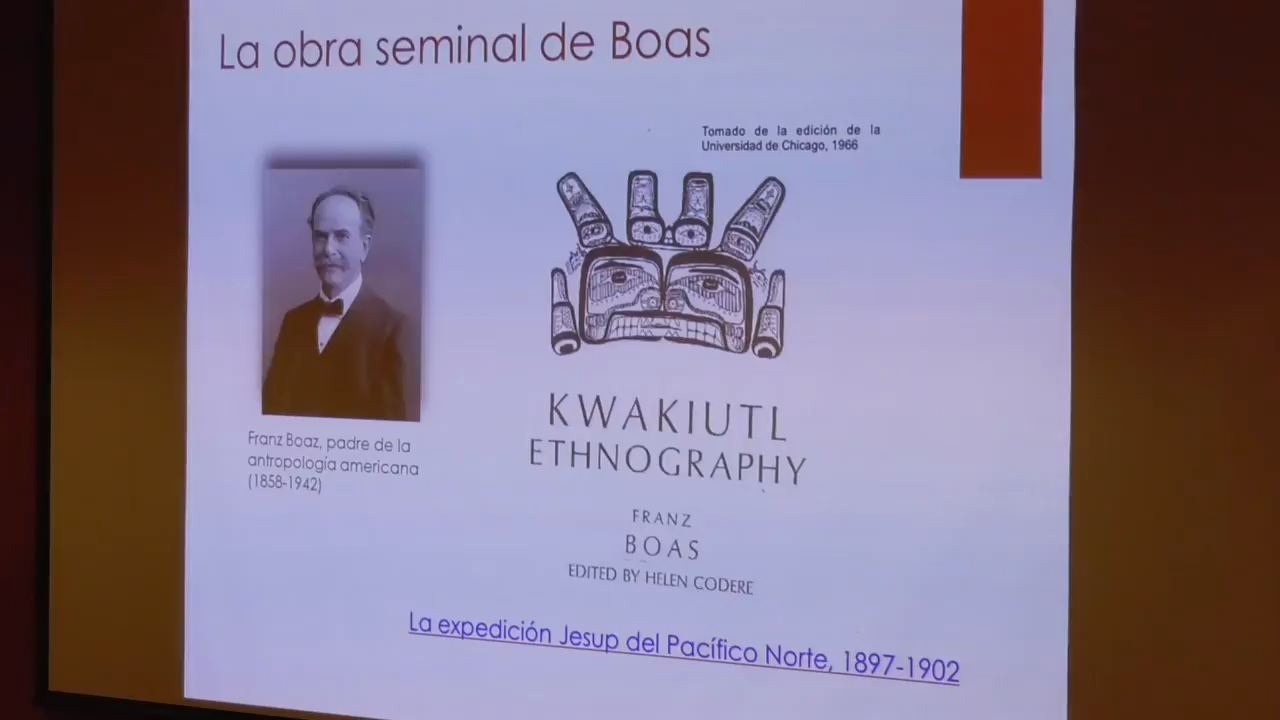 La obra seminal de Boas
Tomado de la edición de la
Universidad de Chicago, 1966
KWAKIUTL
ETHNOGRAPHY
FRANZ
BOAS
EDITED BY HELEN CODERE
Franz Boaz, padre de la
antropología americana
(1858-1942)
La expedición Jesup del Pacífico Norte, 1897-1902